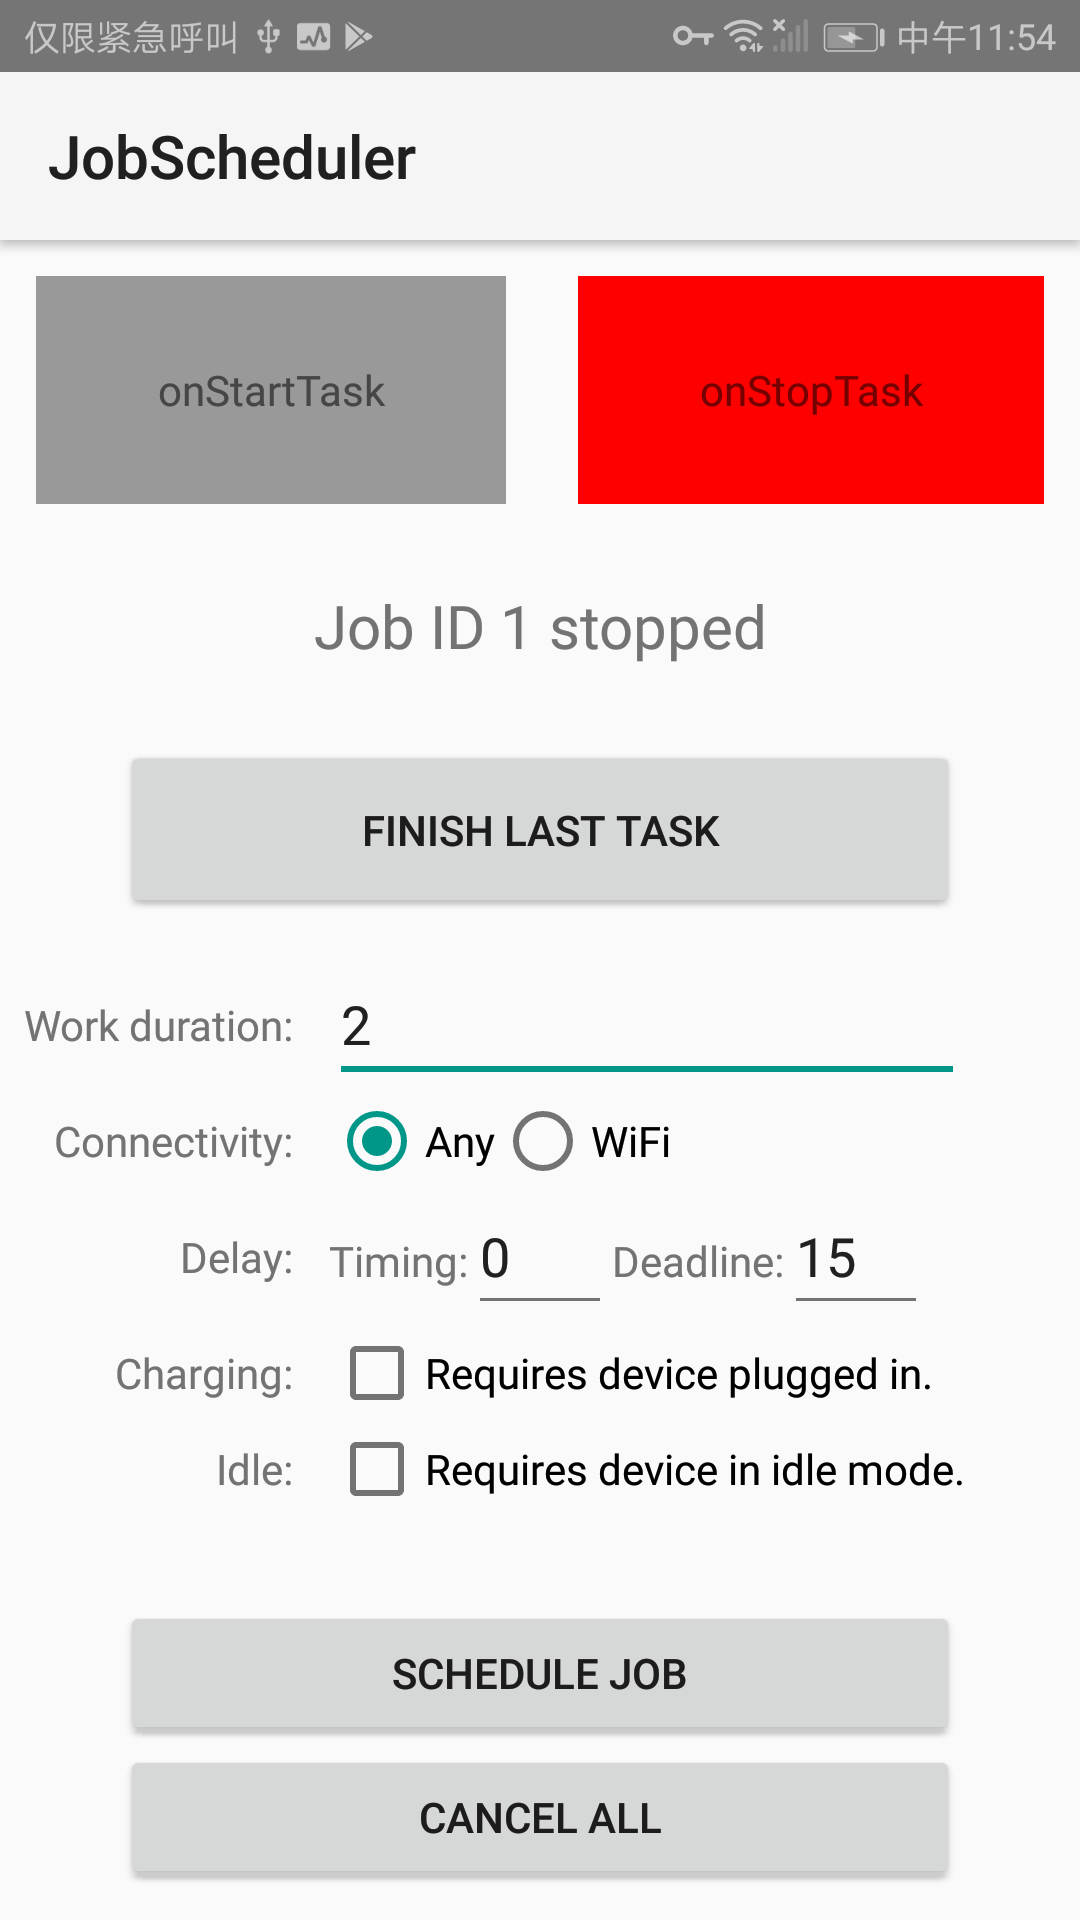 仅限紧急呼叫 中午11:54
JobScheduler
onStartTask onStopTask
Job ID 1 stopped
FINISH LAST TASK
Work duration: 2
Connectivity: Any WiFi
Delay: Timing: 0 Deadline: 15
Charging: Requires device plugged in.
Idle: Requires device in idle mode.
SCHEDULE JOB
CANCEL ALL